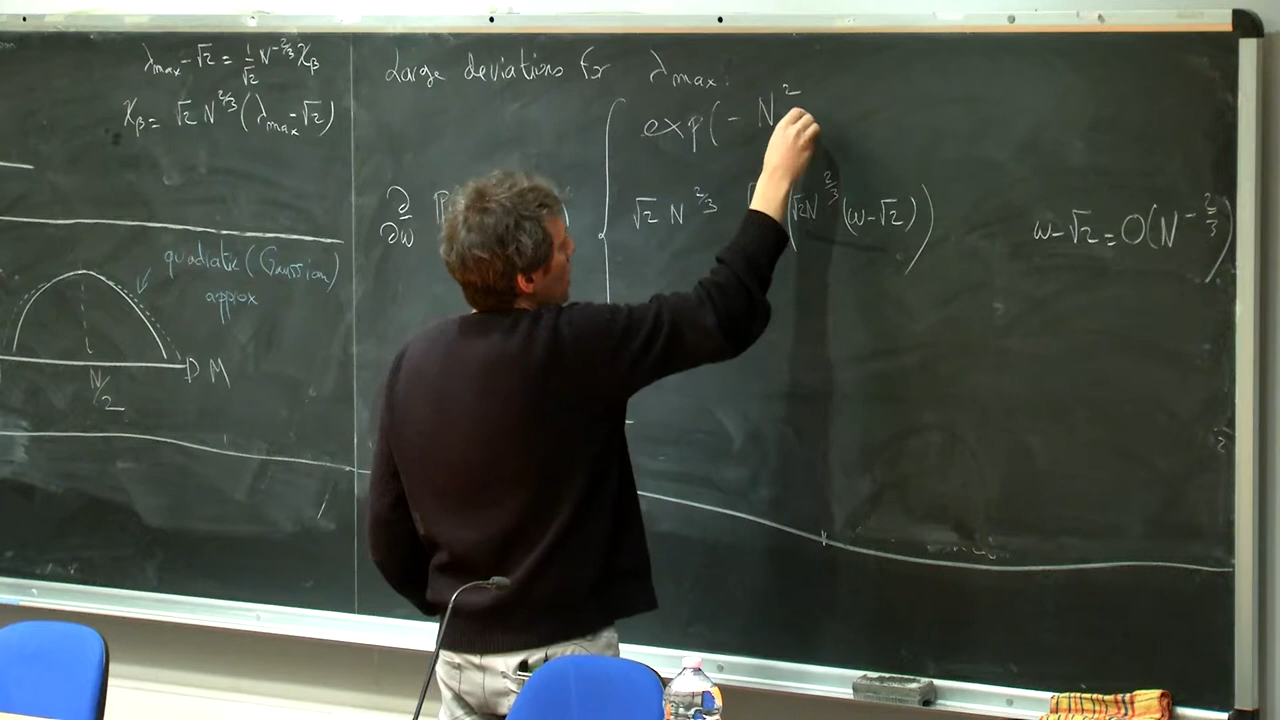 λmax - √2 = 1/√2 N^{-2/3} χβ
χβ = √2 N^{2/3} (λmax - √2)
quadratic (Gaussian)
approx
N/2
M
Large deviations for λmax:
exp(- N^2
∂/∂ω P
√2 N^{2/3} (√2 N^{2/3} (ω-√2))
ω-√2 = O(N^{-2/3})